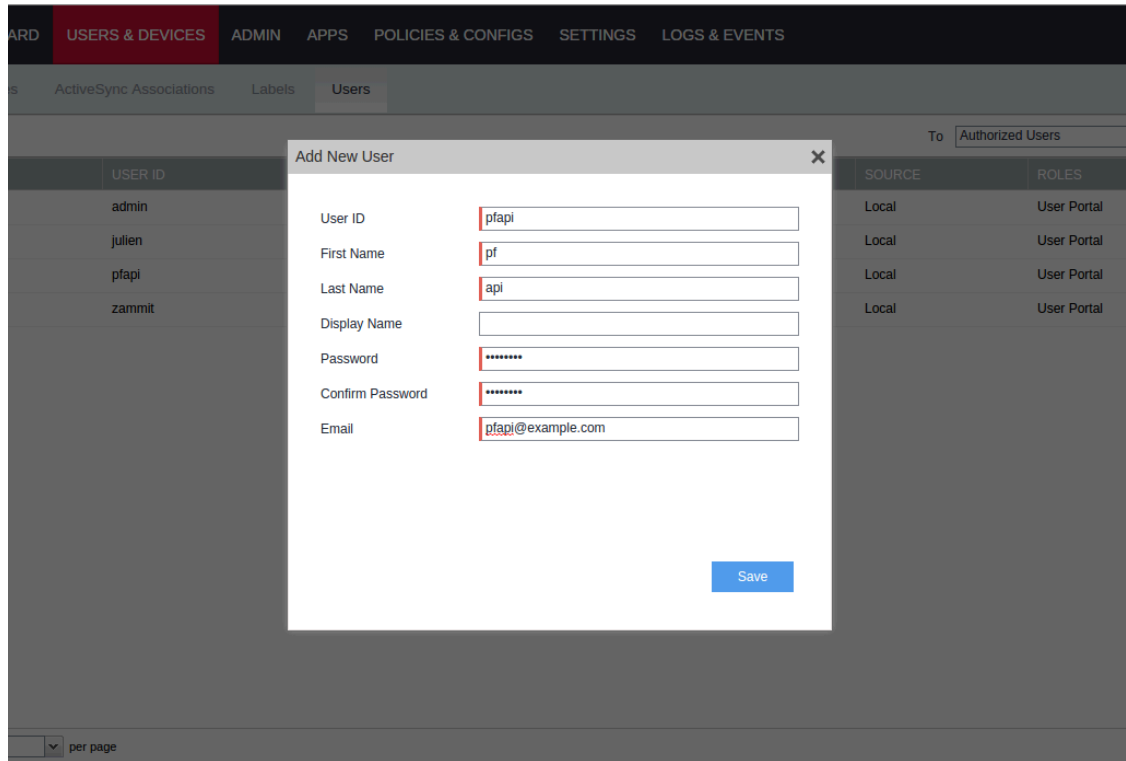 ARD USERS & DEVICES ADMIN APPS POLICIES & CONFIGS SETTINGS LOGS & EVENTS
es ActiveSync Associations Labels Users
To Authorized Users
Add New User
USER ID SOURCE ROLES
admin Local User Portal
julien Local User Portal
pfapi Local User Portal
zammit Local User Portal
User ID pfapi
First Name pf
Last Name api
Display Name
Password ••••••••
Confirm Password ••••••••
Email pfapi@example.com
Save
per page